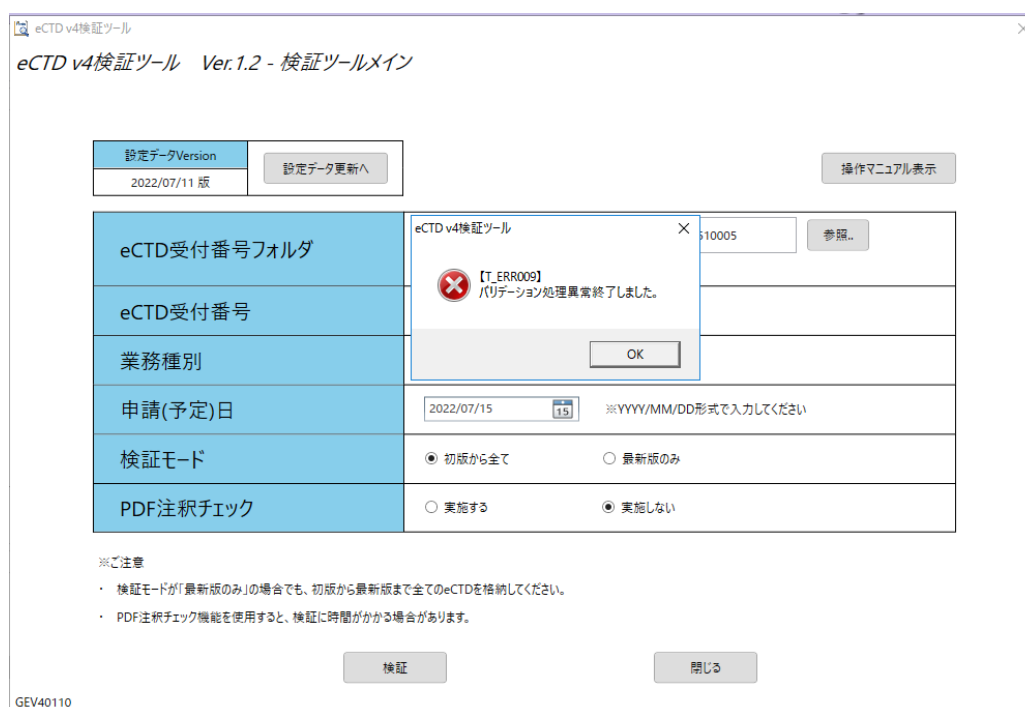 eCTD v4検証ツール
eCTD v4検証ツール　Ver.1.2 - 検証ツールメイン
設定データVersion
設定データ更新へ
操作マニュアル表示
2022/07/11 版
eCTD受付番号フォルダ
510005
参照..
eCTD v4検証ツール
【T_ERR009】
バリデーション処理異常終了しました。
OK
eCTD受付番号
業務種別
申請(予定)日
2022/07/15
15
※YYYY/MM/DD形式で入力してください
検証モード
初版から全て
最新版のみ
PDF注釈チェック
実施する
実施しない
※ご注意
・ 検証モードが「最新版のみ」の場合でも、初版から最新版まで全てのeCTDを格納してください。
・ PDF注釈チェック機能を使用すると、検証に時間がかかる場合があります。
検証
閉じる
GEV40110